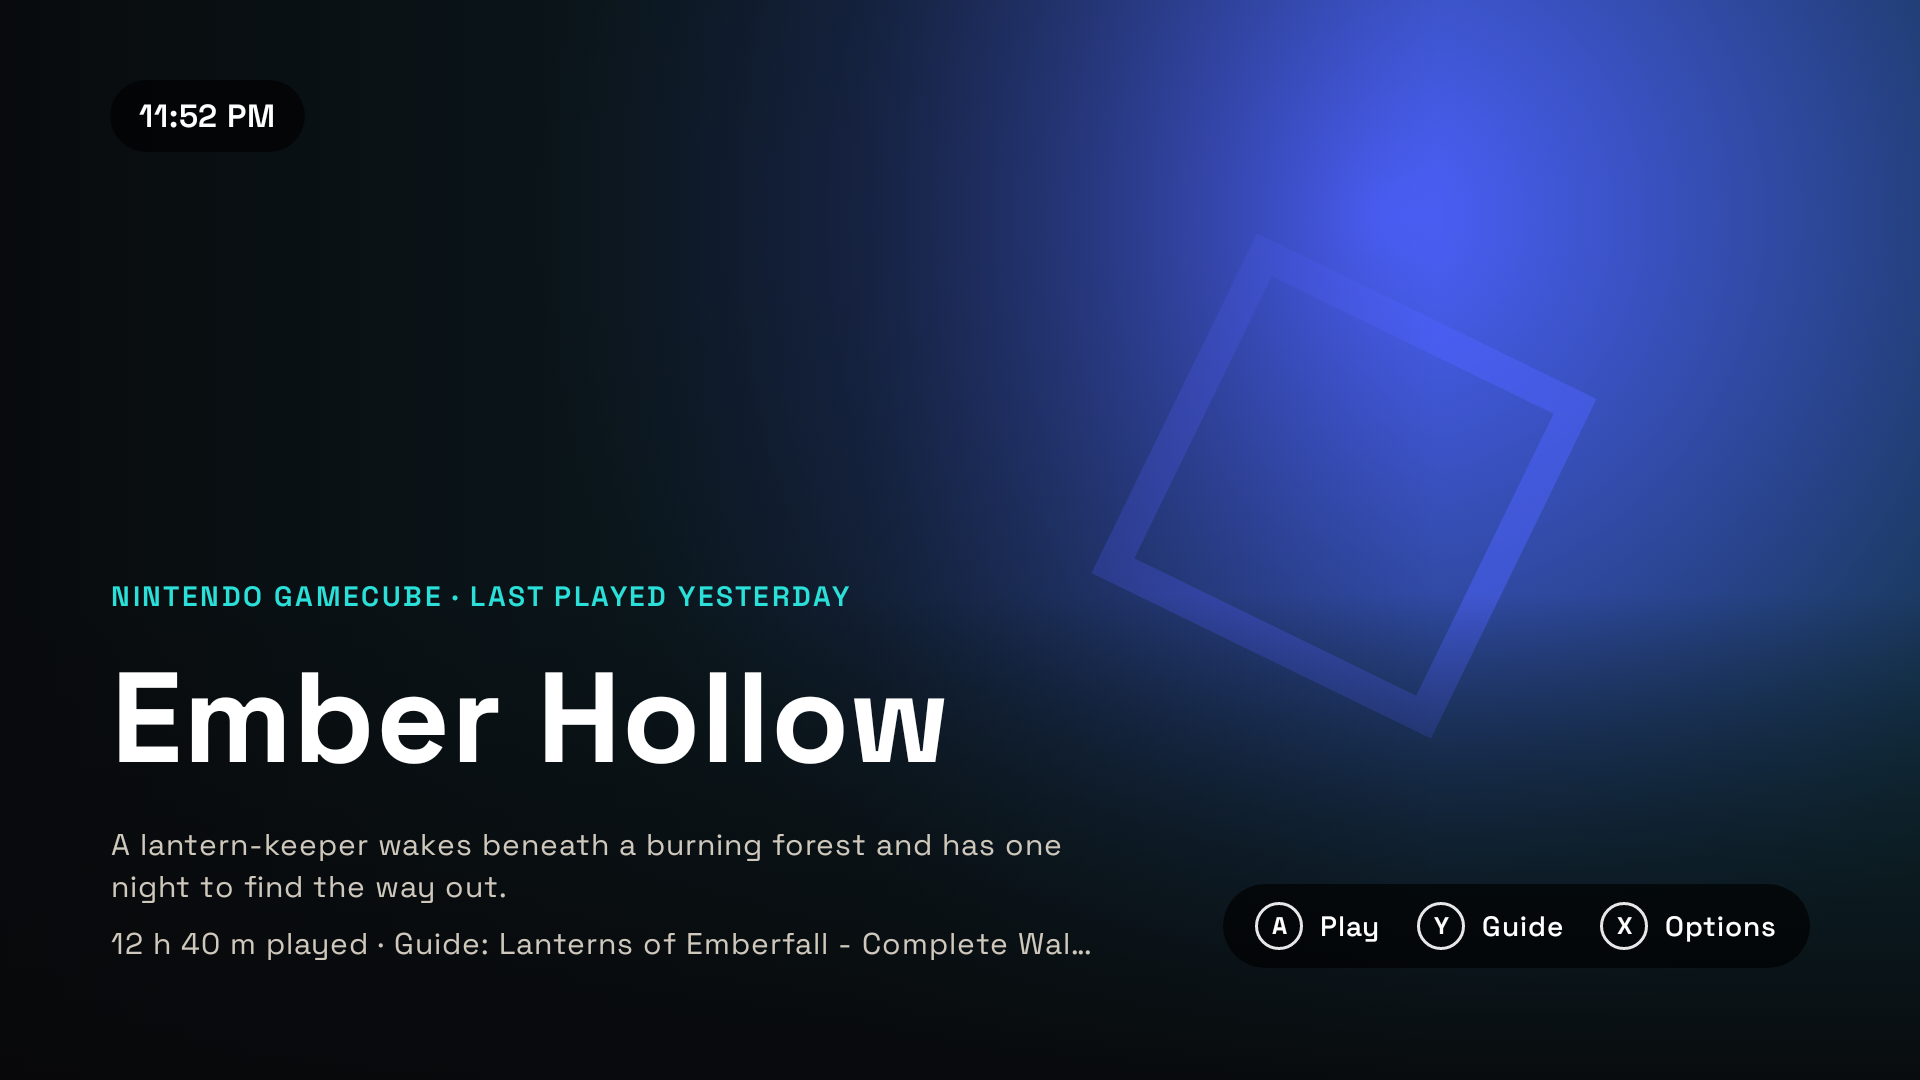 11:52 PM
NINTENDO GAMECUBE · LAST PLAYED YESTERDAY
Ember Hollow
A lantern-keeper wakes beneath a burning forest and has one
night to find the way out.
12 h 40 m played · Guide: Lanterns of Emberfall - Complete Wal…
A Play Y Guide X Options